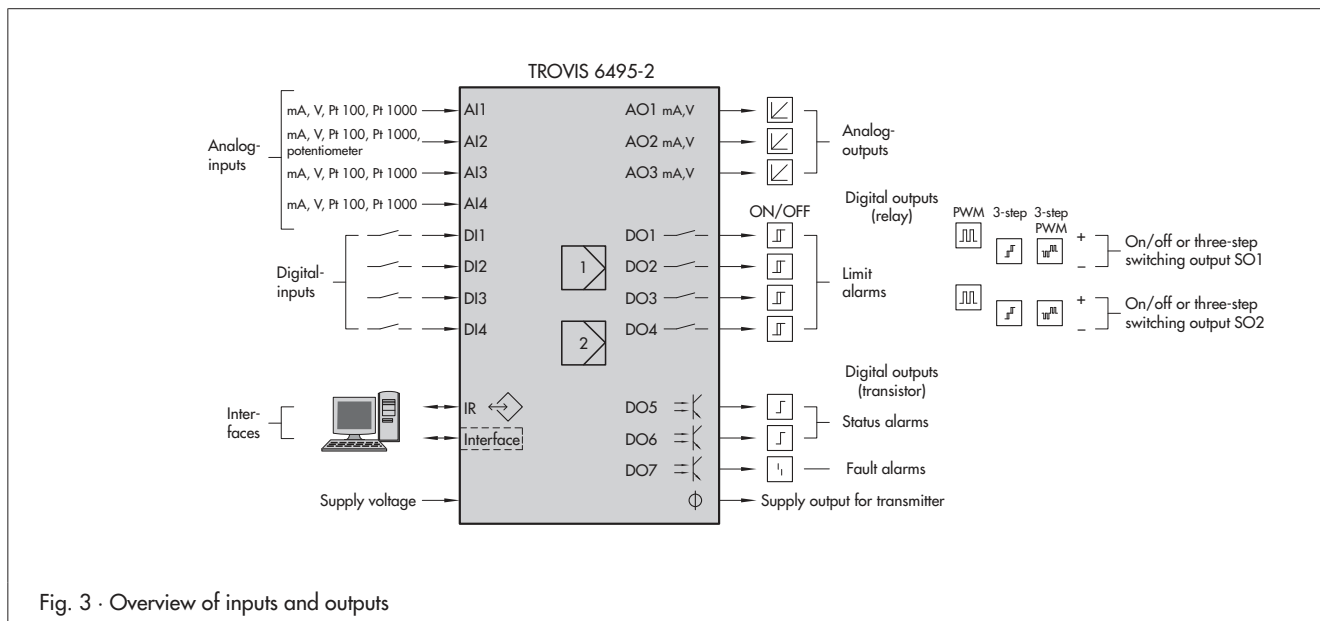 TROVIS 6495-2
Analog-
inputs
mA, V, Pt 100, Pt 1000
mA, V, Pt 100, Pt 1000,
potentiometer
mA, V, Pt 100, Pt 1000
mA, V, Pt 100, Pt 1000
AI1
AI2
AI3
AI4
Digital-
inputs
DI1
DI2
DI3
DI4
Inter-
faces
IR
Interface
Supply voltage
1
2
AO1 mA,V
AO2 mA,V
AO3 mA,V
Analog-
outputs
DO1
DO2
DO3
DO4
ON/OFF
Limit
alarms
Digital outputs
(relay)
PWM
3-step
3-step
PWM
+
–
On/off or three-step
switching output SO1
+
–
On/off or three-step
switching output SO2
Digital outputs
(transistor)
DO5
DO6
DO7
Status alarms
Fault alarms
Supply output for transmitter
Fig. 3 · Overview of inputs and outputs